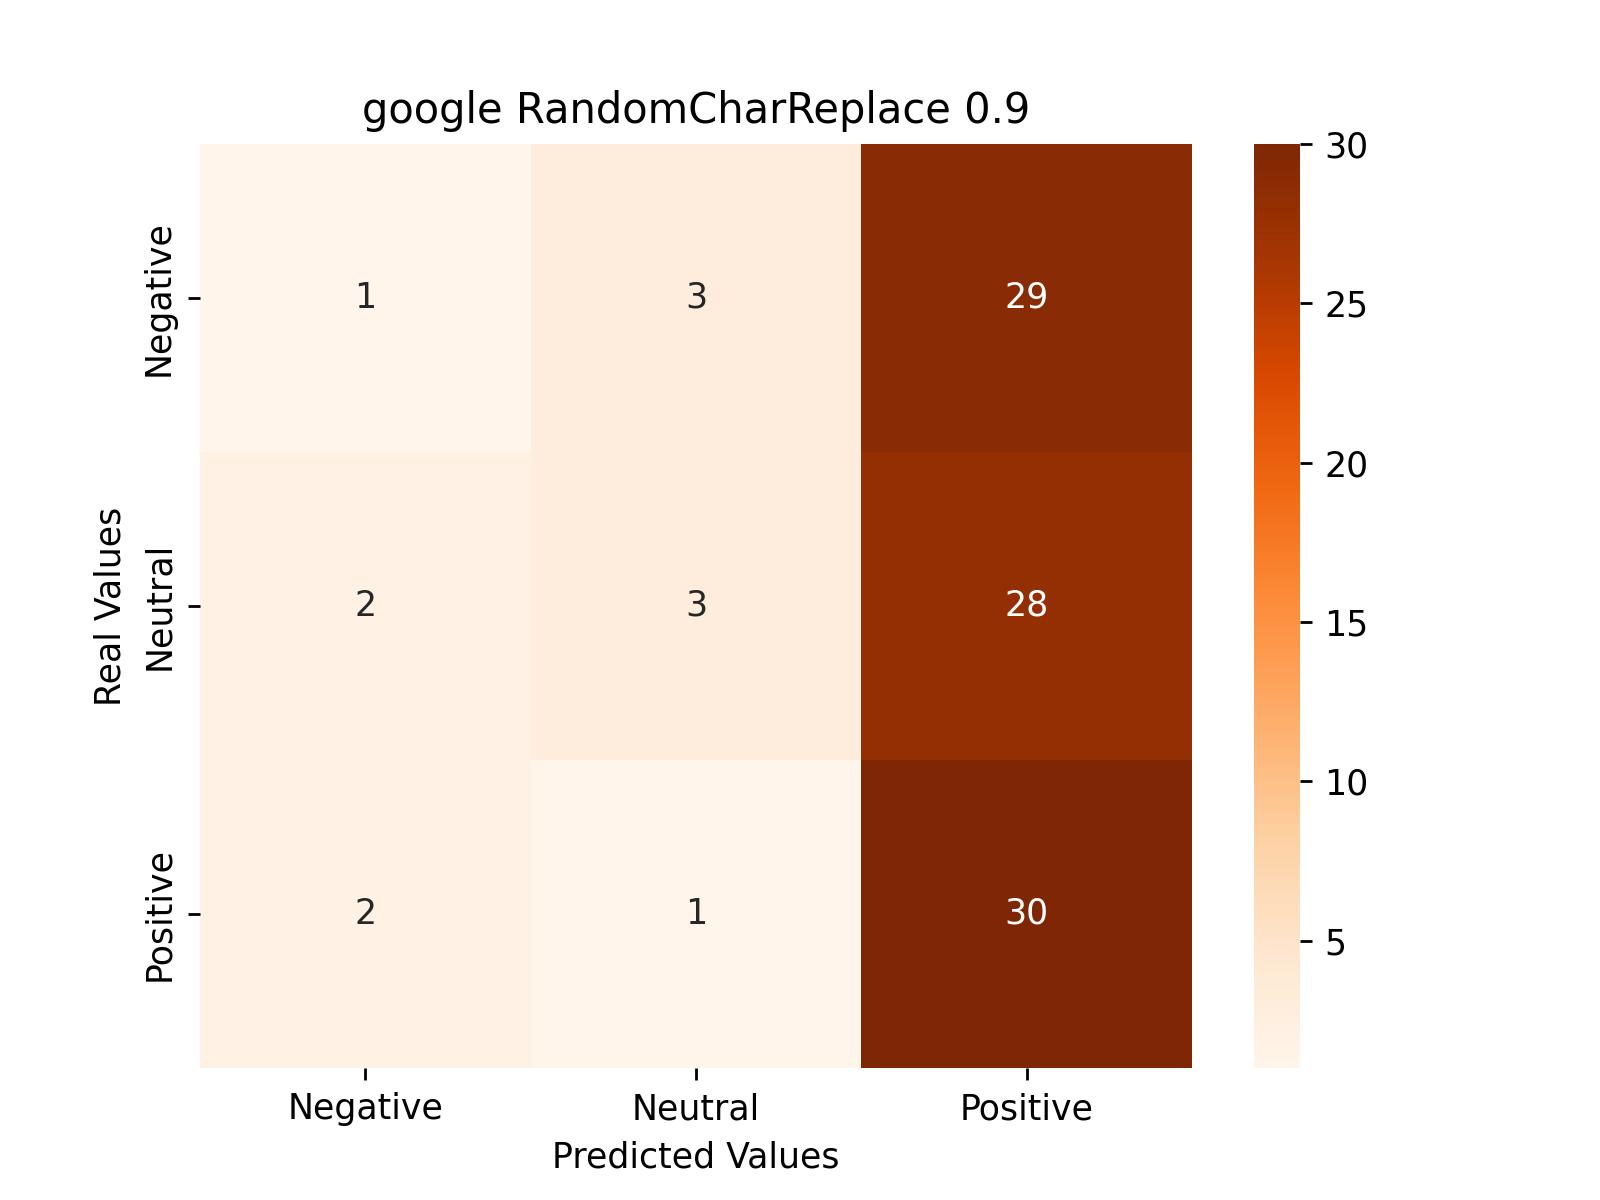 google RandomCharReplace 0.9
Real Values
Negative
Neutral
Positive
1 3 29
2 3 28
2 1 30
Negative Neutral Positive
Predicted Values
30
25
20
15
10
5